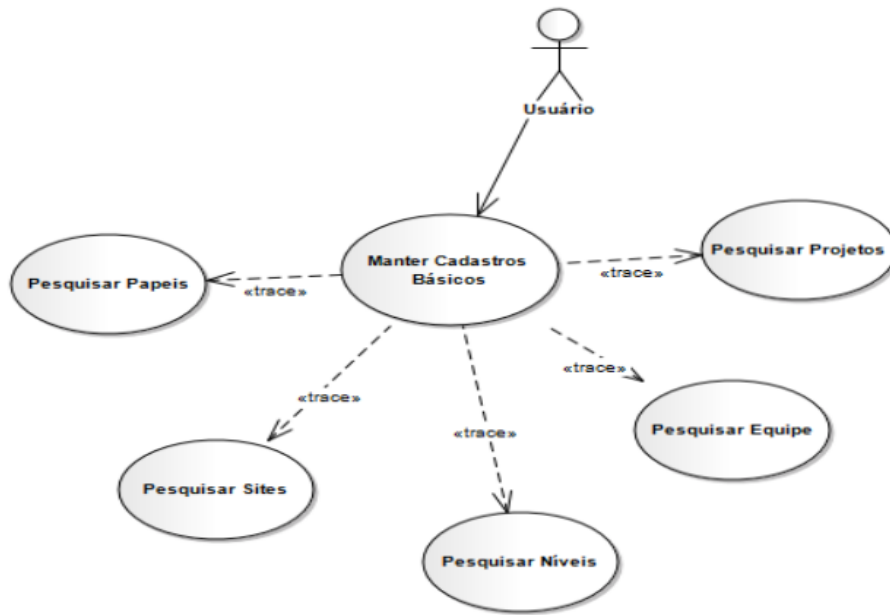 Usuário
Manter Cadastros
Básicos
Pesquisar Projetos
«trace»
Pesquisar Papeis
«trace»
«trace»
Pesquisar Equipe
«trace»
Pesquisar Sites
«trace»
Pesquisar Níveis